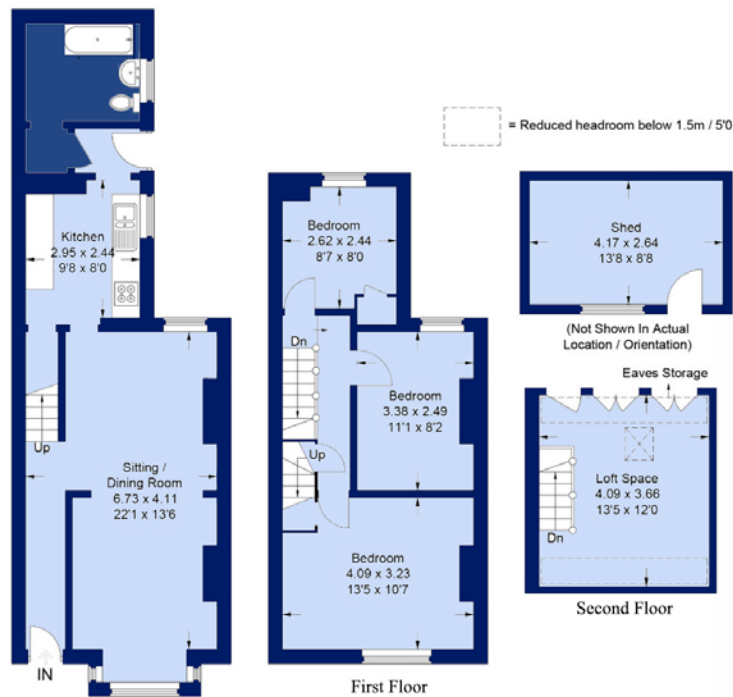 = Reduced headroom below 1.5m / 5'0
Kitchen
2.95 x 2.44
9'8 x 8'0
Up
Sitting /
Dining Room
6.73 x 4.11
22'1 x 13'6
IN
Bedroom
2.62 x 2.44
8'7 x 8'0
Dn
Bedroom
3.38 x 2.49
11'1 x 8'2
Up
Bedroom
4.09 x 3.23
13'5 x 10'7
First Floor
Shed
4.17 x 2.64
13'8 x 8'8
(Not Shown In Actual
Location / Orientation)
Eaves Storage
Loft Space
4.09 x 3.66
13'5 x 12'0
Dn
Second Floor